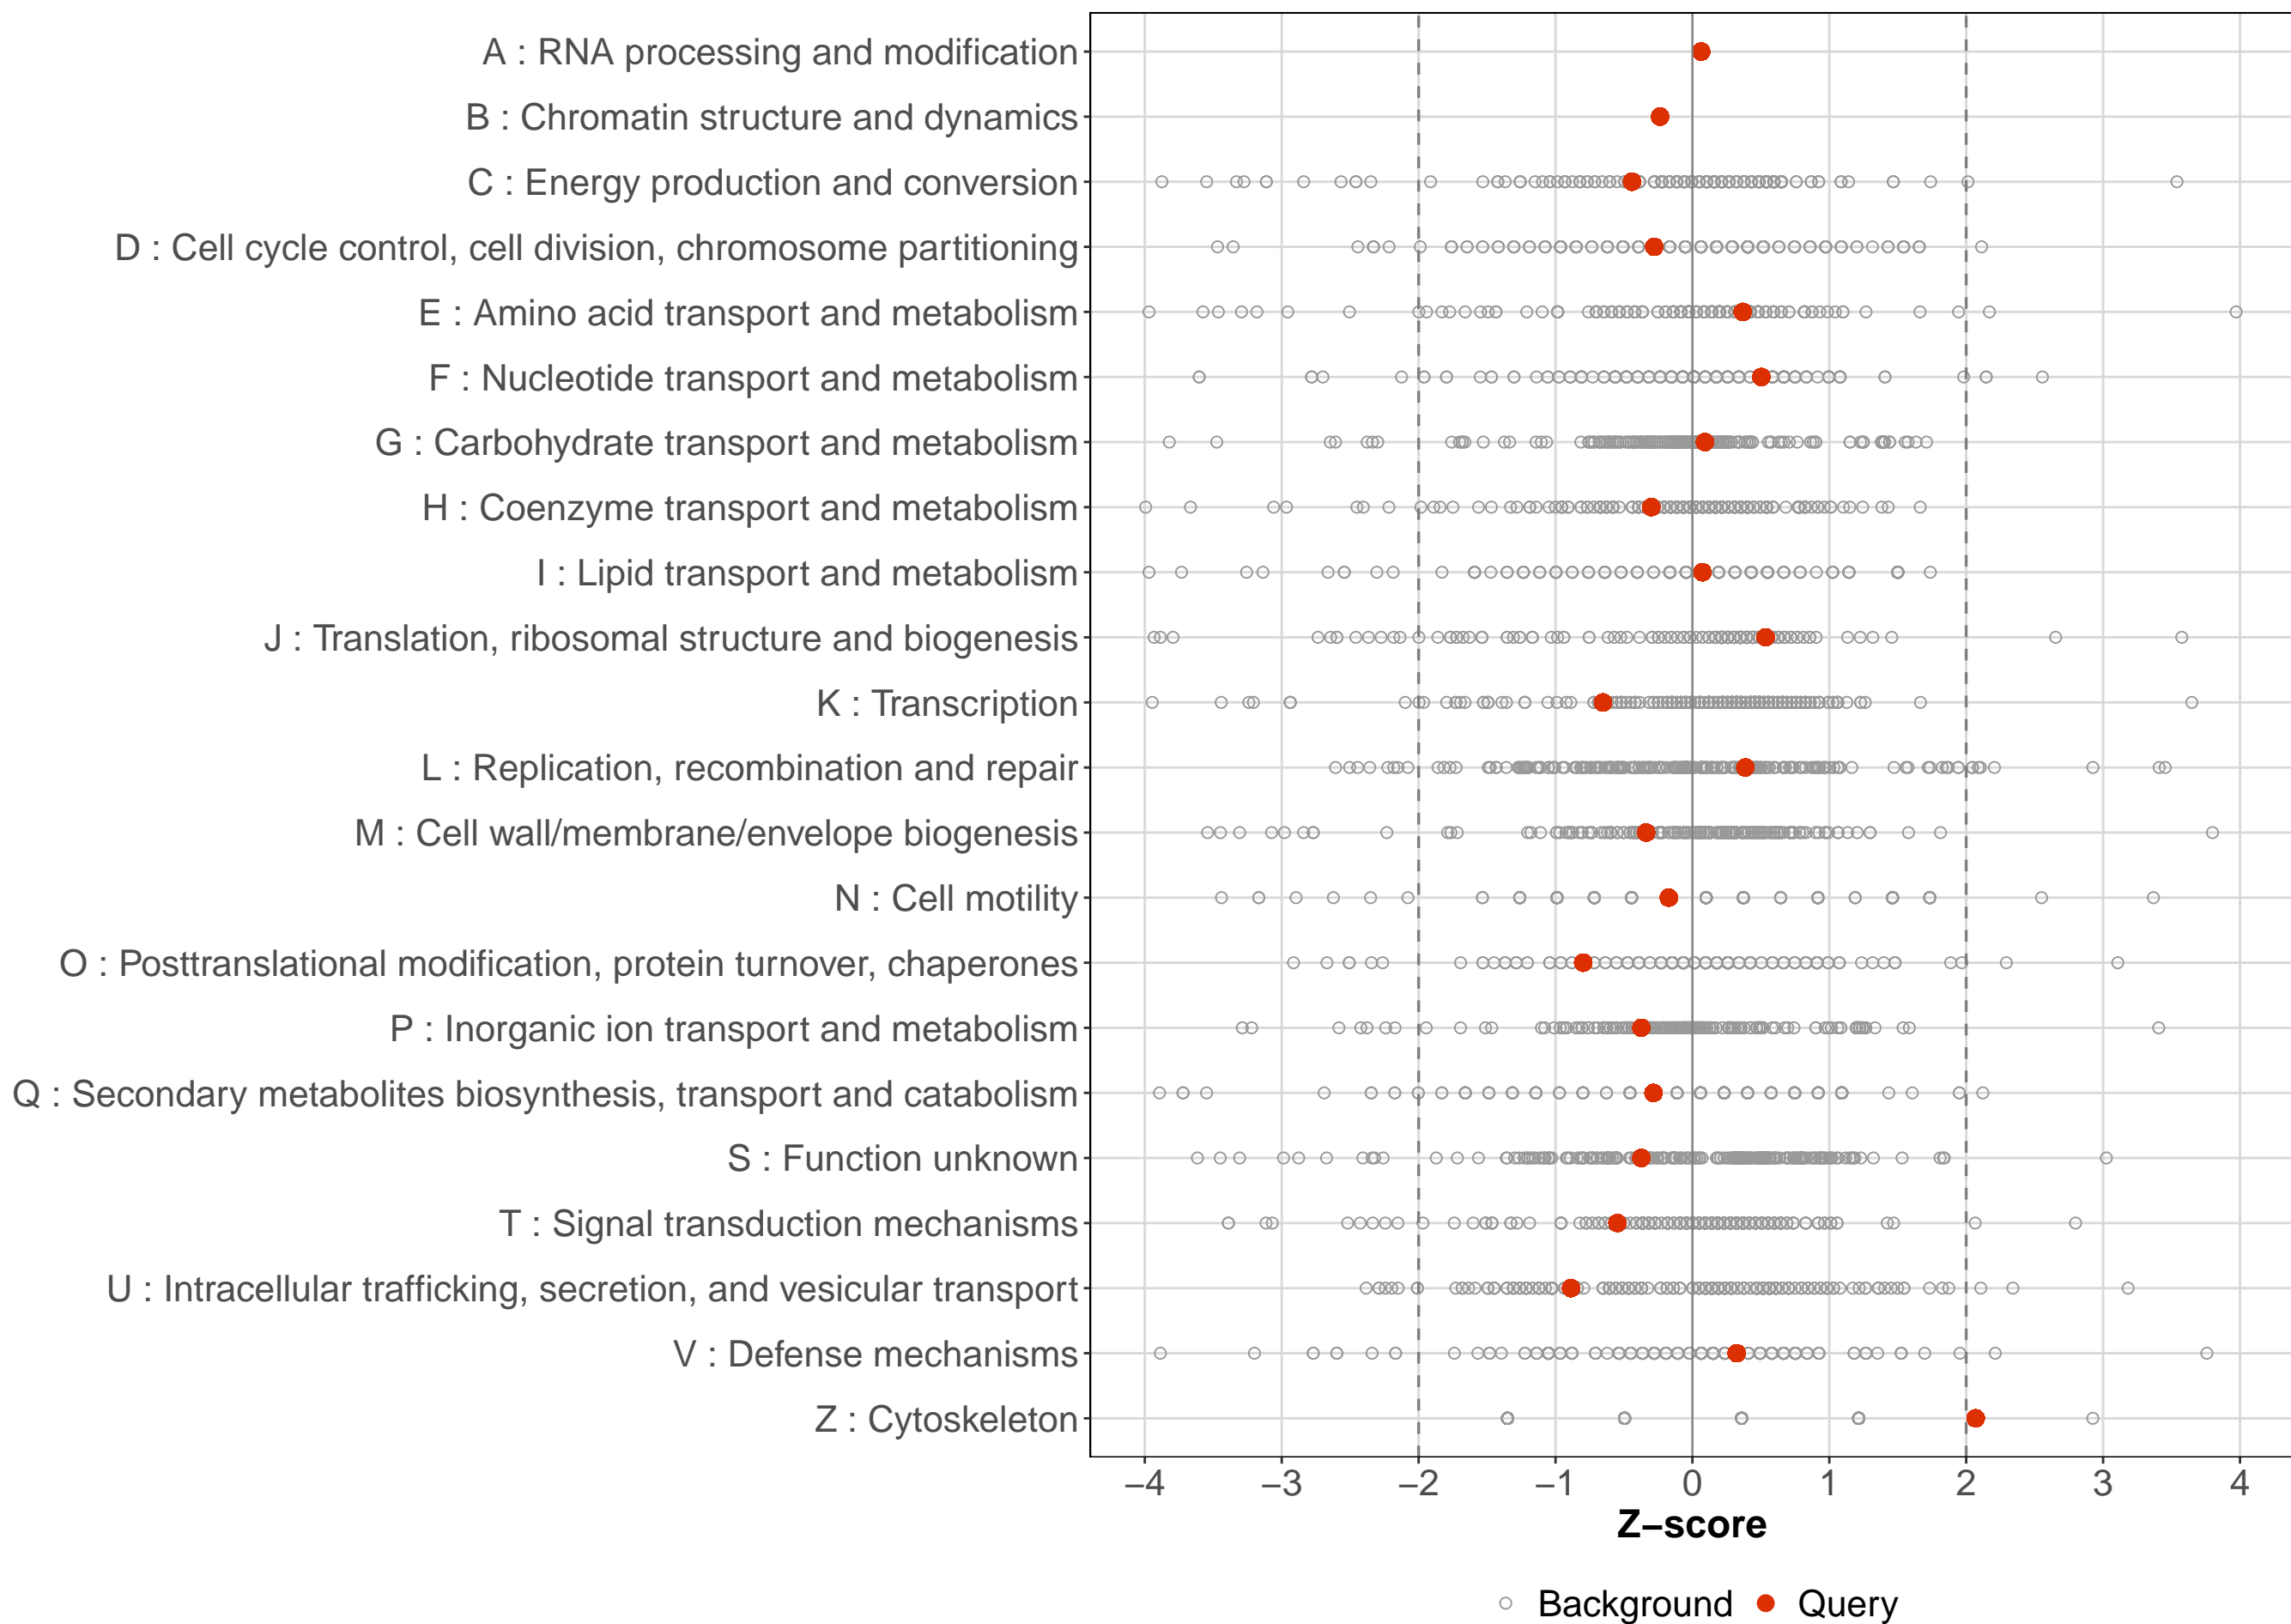 A : RNA processing and modification
B : Chromatin structure and dynamics
C : Energy production and conversion
D : Cell cycle control, cell division, chromosome partitioning
E : Amino acid transport and metabolism
F : Nucleotide transport and metabolism
G : Carbohydrate transport and metabolism
H : Coenzyme transport and metabolism
I : Lipid transport and metabolism
J : Translation, ribosomal structure and biogenesis
K : Transcription
L : Replication, recombination and repair
M : Cell wall/membrane/envelope biogenesis
N : Cell motility
O : Posttranslational modification, protein turnover, chaperones
P : Inorganic ion transport and metabolism
Q : Secondary metabolites biosynthesis, transport and catabolism
S : Function unknown
T : Signal transduction mechanisms
U : Intracellular trafficking, secretion, and vesicular transport
V : Defense mechanisms
Z : Cytoskeleton
−4 −3 −2 −1 0 1 2 3 4
Z−score
Background Query